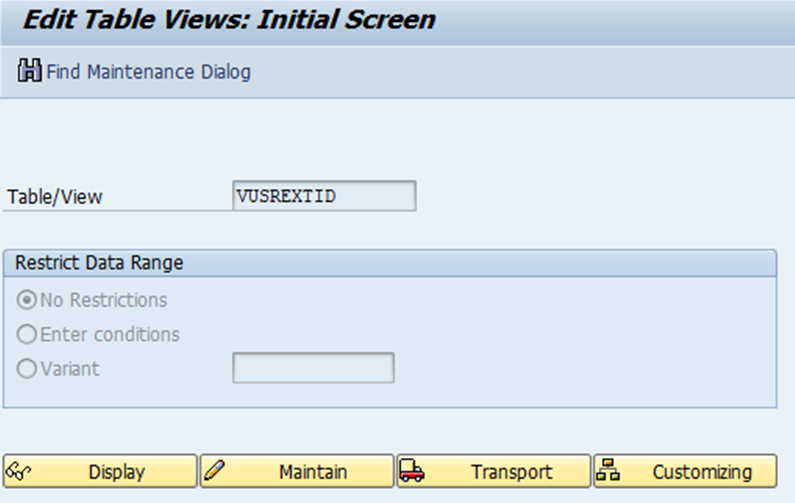 Edit Table Views: Initial Screen
Find Maintenance Dialog
Table/View VUSREXTID
Restrict Data Range
No Restrictions
Enter conditions
Variant
Display Maintain Transport Customizing